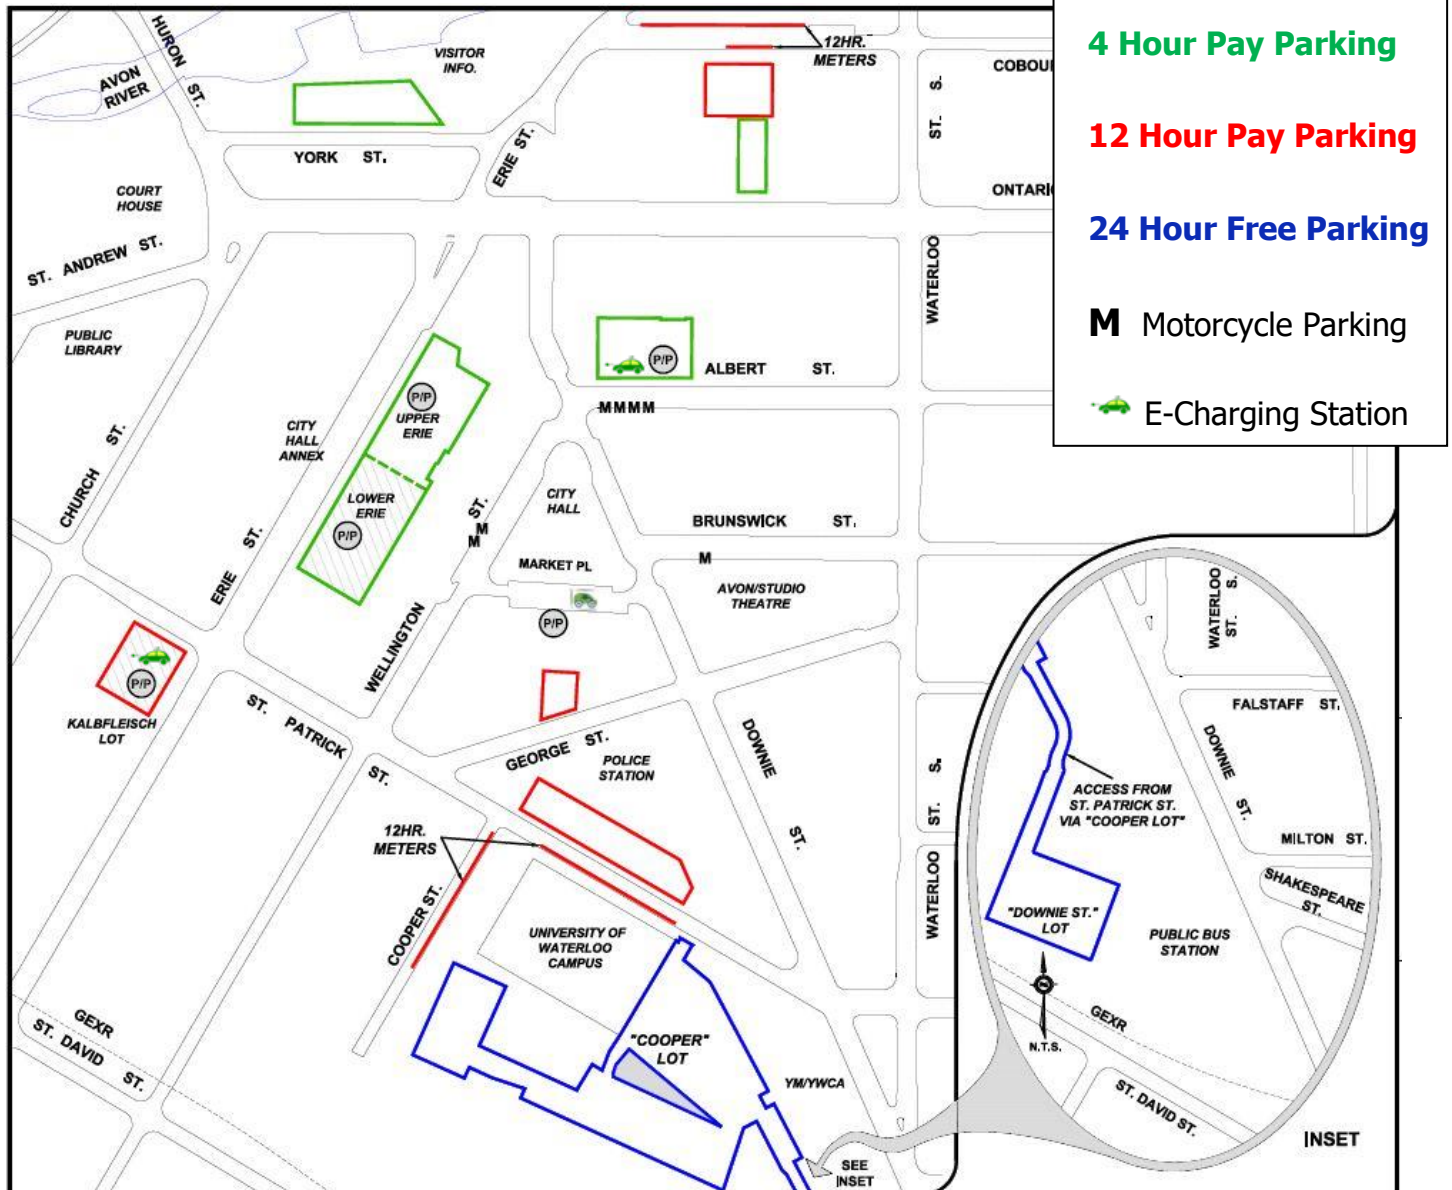 4 Hour Pay Parking
12 Hour Pay Parking
24 Hour Free Parking
M Motorcycle Parking
E-Charging Station
HURON ST.
AVON
RIVER
VISITOR
INFO.
12HR.
METERS
YORK ST.
ERIE ST.
ST. S.
COURT
HOUSE
ST. ANDREW ST.
WATERLOO
PUBLIC
LIBRARY
P/P
ALBERT ST.
MMMM
P/P
UPPER
ERIE
CITY
HALL
ANNEX
CHURCH ST.
LOWER
ERIE
P/P
CITY
HALL
ST.
M
M
BRUNSWICK ST.
M
MARKET PL
AVON/STUDIO
THEATRE
P/P
ERIE ST.
WELLINGTON
P/P
KALBFLEISCH
LOT
ST. PATRICK ST.
GEORGE ST.
POLICE
STATION
DOWNIE ST.
ST. S.
WATERLOO
12HR.
METERS
COOPER ST.
UNIVERSITY OF
WATERLOO
CAMPUS
"COOPER"
LOT
YM/YWCA
GEXR
ST. DAVID ST.
SEE
INSET
WATERLOO
ST. S.
FALSTAFF ST.
DOWNIE ST.
ACCESS FROM
ST. PATRICK ST.
VIA "COOPER LOT"
MILTON ST.
SHAKESPEARE
ST.
"DOWNIE ST."
LOT
PUBLIC BUS
STATION
N.T.S.
GEXR
ST. DAVID ST.
INSET